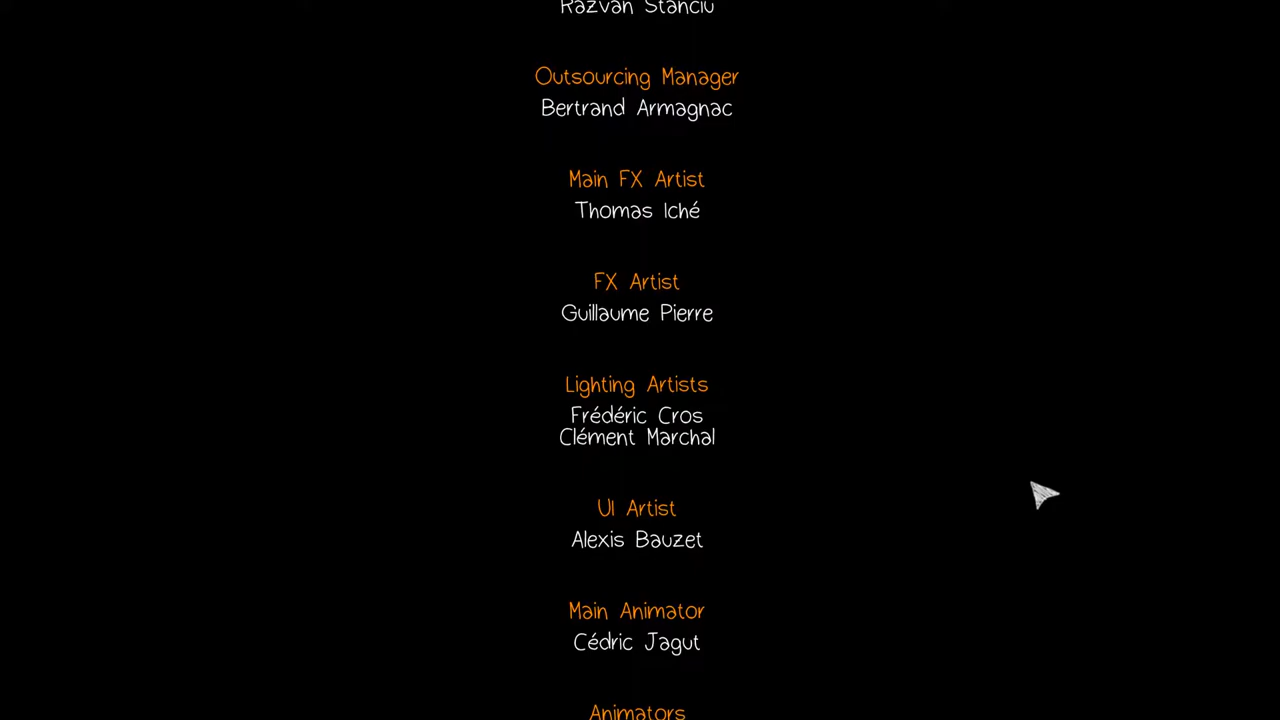 Razvan Stanciu
Outsourcing Manager
Bertrand Armagnac
Main FX Artist
Thomas Iché
FX Artist
Guillaume Pierre
Lighting Artists
Frédéric Cros
Clément Marchal
UI Artist
Alexis Bauzet
Main Animator
Cédric Jagut
Animators